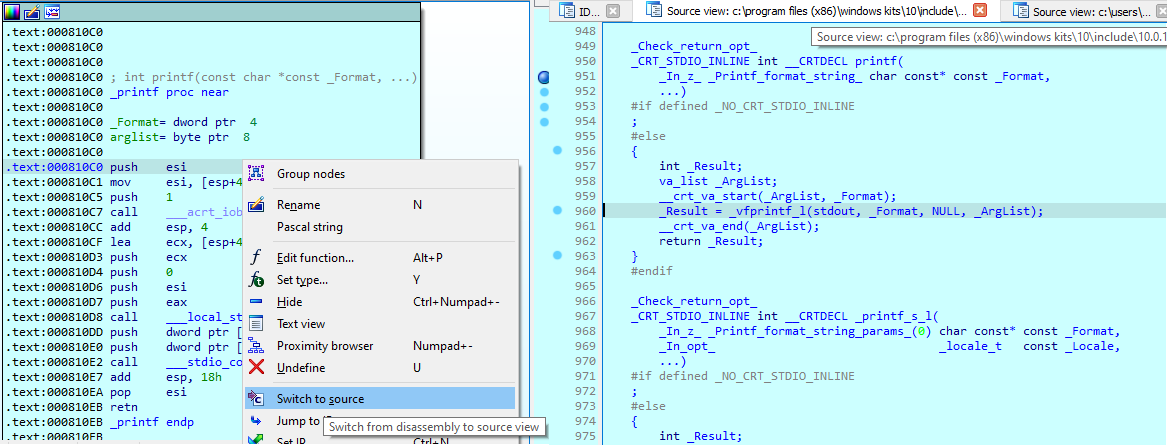 .text:000810C0
.text:000810C0
.text:000810C0
.text:000810C0 ; int printf(const char *const _Format, ...)
.text:000810C0 _printf proc near
.text:000810C0
.text:000810C0 _Format= dword ptr  4
.text:000810C0 arglist= byte ptr  8
.text:000810C0
.text:000810C0 push    esi
.text:000810C1 mov     esi, [esp+4
.text:000810C5 push    1
.text:000810C7 call    ___acrt_iob
.text:000810CC add     esp, 4
.text:000810CF lea     ecx, [esp+4
.text:000810D3 push    ecx
.text:000810D4 push    0
.text:000810D6 push    esi
.text:000810D7 push    eax
.text:000810D8 call    ___local_st
.text:000810DD push    dword ptr [
.text:000810E0 push    dword ptr [
.text:000810E2 call    ___stdio_co
.text:000810E7 add     esp, 18h
.text:000810EA pop     esi
.text:000810EB retn
.text:000810EB _printf endp
.text:000810EB
Group nodes
Rename N
Pascal string
Edit function... Alt+P
Set type... Y
Hide Ctrl+Numpad+-
Text view
Proximity browser Numpad+-
Undefine U
Switch to source
Jump to
Set IP Ctrl+N
Switch from disassembly to source view
ID...
Source view: c:\program files (x86)\windows kits\10\include\...
Source view: c:\users\...
Source view: c:\program files (x86)\windows kits\10\include\10.0.1
948
949 _Check_return_opt_
950 _CRT_STDIO_INLINE int __CRTDECL printf(
951 _In_z_ _Printf_format_string_ char const* const _Format,
952 ...)
953 #if defined _NO_CRT_STDIO_INLINE
954 ;
955 #else
956 {
957 int _Result;
958 va_list _ArgList;
959 __crt_va_start(_ArgList, _Format);
960 _Result = _vfprintf_l(stdout, _Format, NULL, _ArgList);
961 __crt_va_end(_ArgList);
962 return _Result;
963 }
964 #endif
965
966 _Check_return_opt_
967 _CRT_STDIO_INLINE int __CRTDECL _printf_s_l(
968 _In_z_ _Printf_format_string_params_(0) char const* const _Format,
969 _In_opt_ _locale_t const _Locale,
970 ...)
971 #if defined _NO_CRT_STDIO_INLINE
972 ;
973 #else
974 {
975 int _Result;